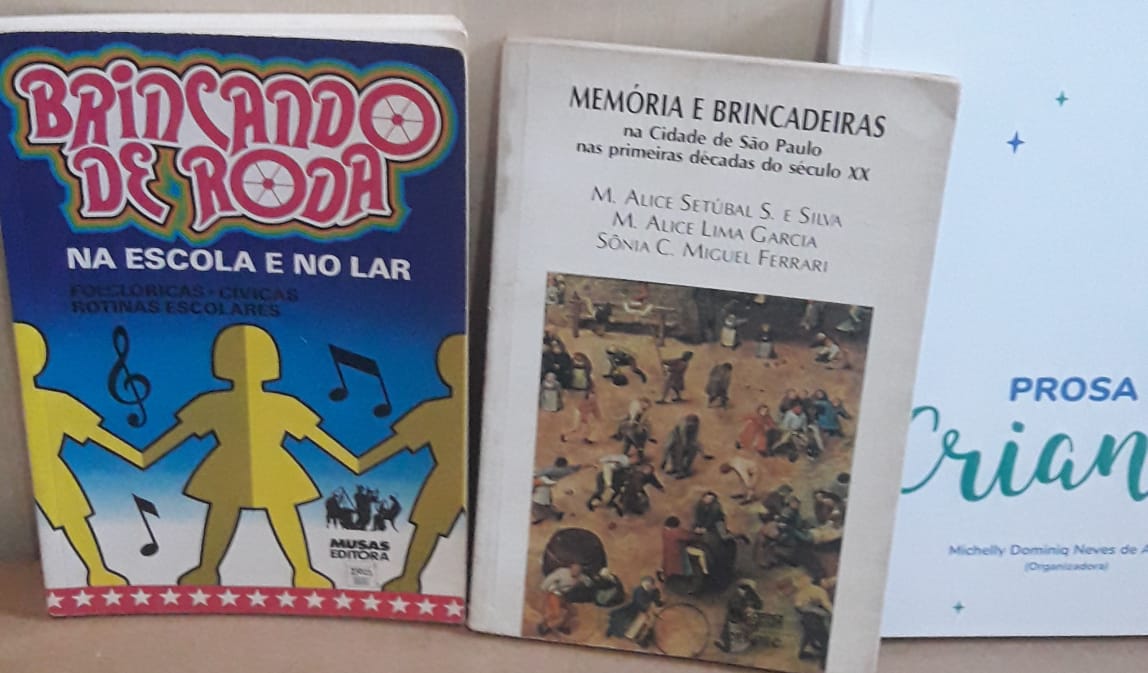 BRINCANDO
DE RODA
NA ESCOLA E NO LAR
FOLCLÓRICAS • CÍVICAS
ROTINAS ESCOLARES
MUSAS
EDITORA
MEMÓRIA E BRINCADEIRAS
na Cidade de São Paulo
nas primeiras décadas do século XX
M. ALICE SETÚBAL S. E SILVA
M. ALICE LIMA GARCIA
SÔNIA C. MIGUEL FERRARI
PROSA
Crian
Michelly Dominiq Neves de A
(Organizadora)